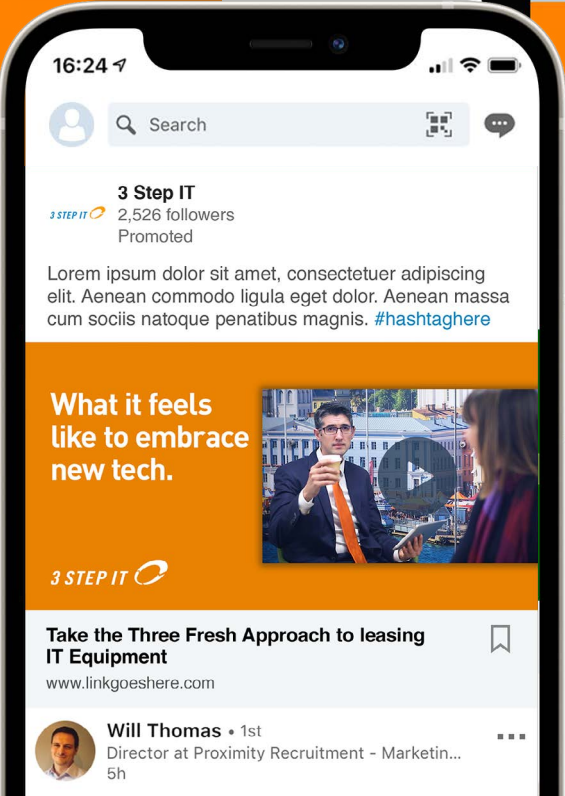 16:24
Search
3 Step IT
3 STEP IT
2,526 followers
Promoted
Lorem ipsum dolor sit amet, consectetuer adipiscing
elit. Aenean commodo ligula eget dolor. Aenean massa
cum sociis natoque penatibus magnis. #hashtaghere
What it feels
like to embrace
new tech.
3 STEP IT
Take the Three Fresh Approach to leasing
IT Equipment
www.linkgoeshere.com
Will Thomas • 1st
Director at Proximity Recruitment - Marketin...
5h